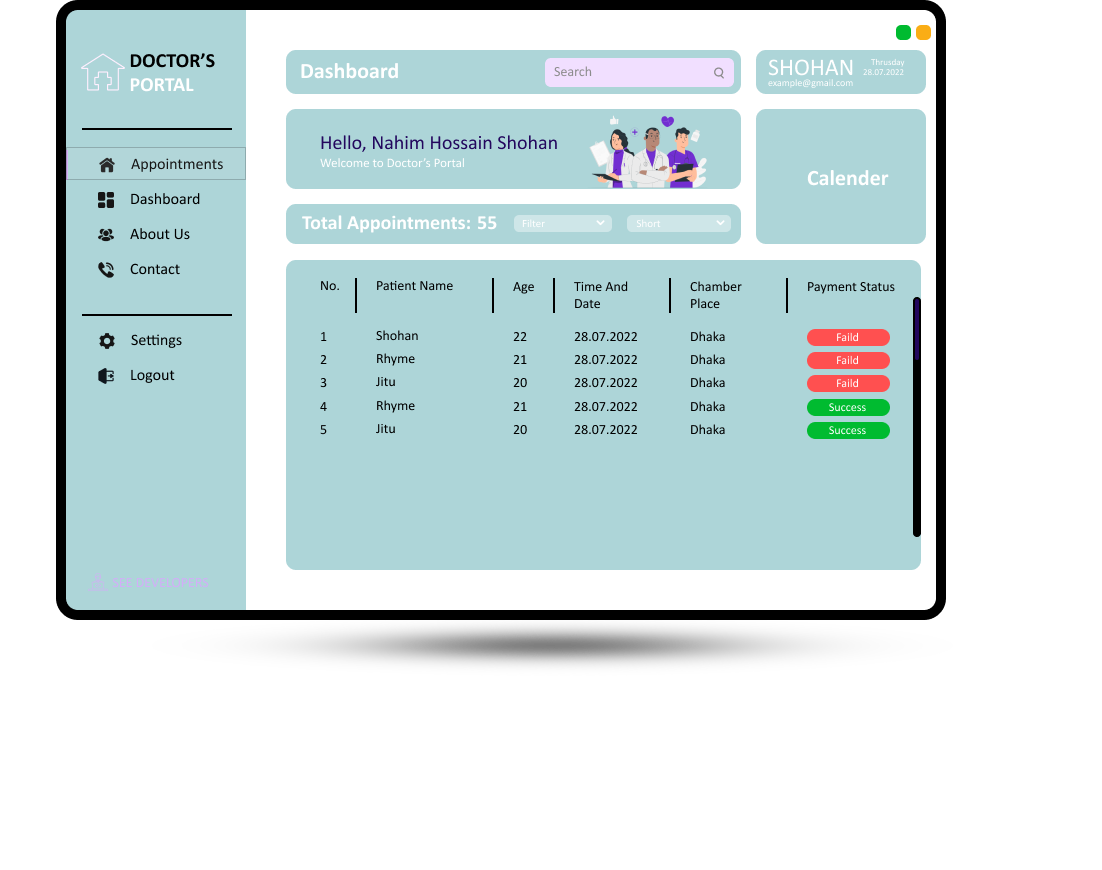 DOCTOR'S
PORTAL
Appointments
Dashboard
About Us
Contact
Settings
Logout
SEE DEVELOPERS
Dashboard
Search
SHOHAN
Thrusday
28.07.2022
example@gmail.com
Hello, Nahim Hossain Shohan
Welcome to Doctor's Portal
Calender
Total Appointments: 55
Filter
Short
No. Patient Name Age Time And Date Chamber Place Payment Status
1 Shohan 22 28.07.2022 Dhaka Faild
2 Rhyme 21 28.07.2022 Dhaka Faild
3 Jitu 20 28.07.2022 Dhaka Faild
4 Rhyme 21 28.07.2022 Dhaka Success
5 Jitu 20 28.07.2022 Dhaka Success